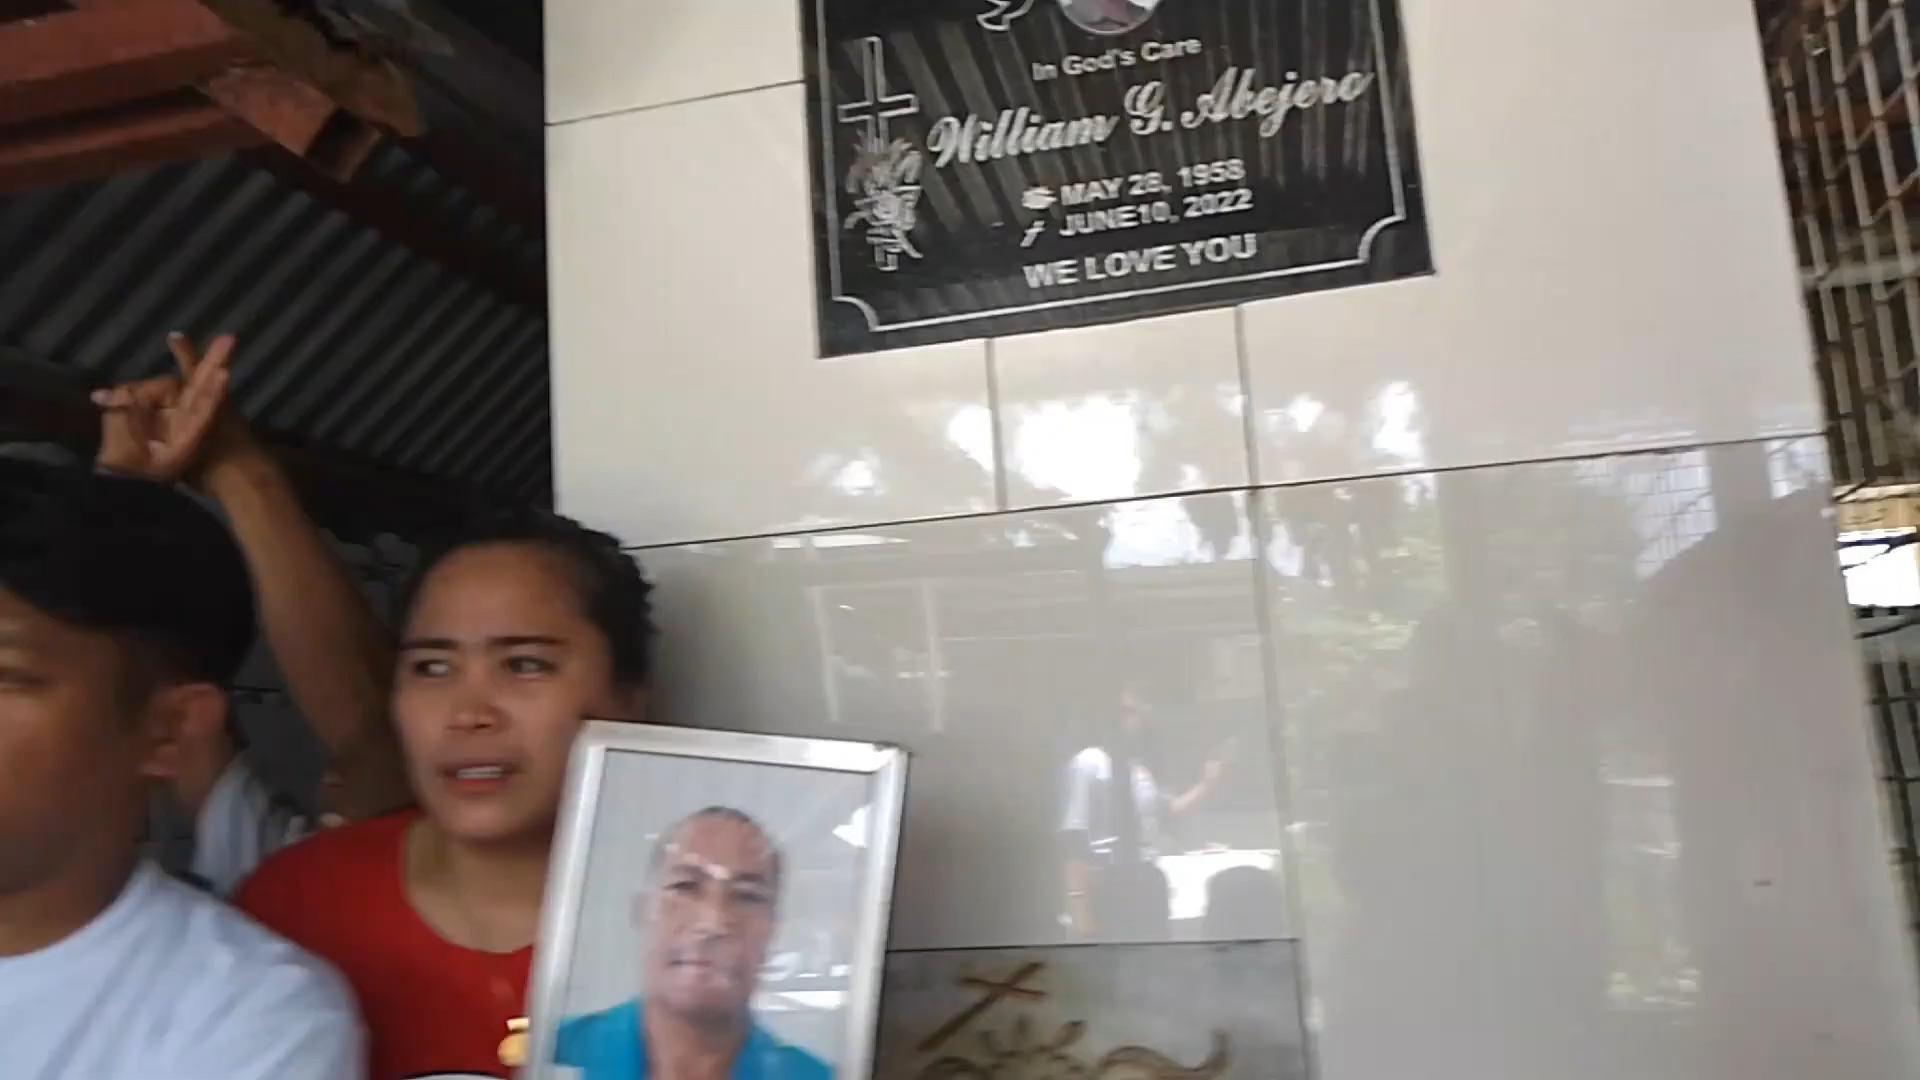 In God's Care
William G. Abejero
MAY 28, 1958
JUNE10, 2022
WE LOVE YOU